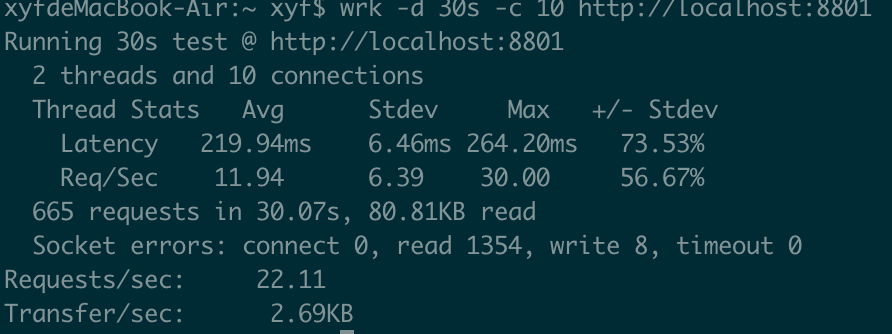 xyfdeMacBook-Air:~ xyf$ wrk -d 30s -c 10 http://localhost:8801
Running 30s test @ http://localhost:8801
  2 threads and 10 connections
  Thread Stats   Avg      Stdev     Max   +/- Stdev
    Latency   219.94ms    6.46ms 264.20ms   73.53%
    Req/Sec    11.94      6.39    30.00     56.67%
  665 requests in 30.07s, 80.81KB read
  Socket errors: connect 0, read 1354, write 8, timeout 0
Requests/sec:     22.11
Transfer/sec:      2.69KB